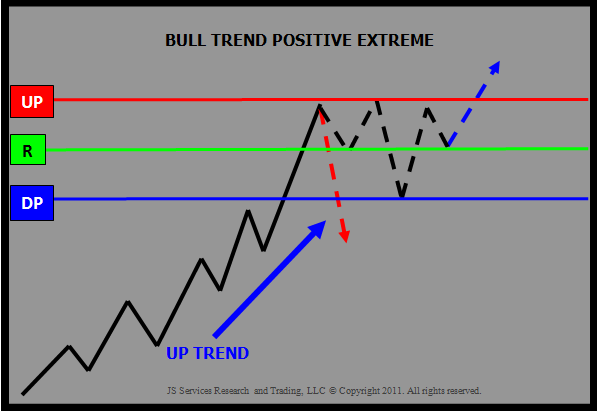 BULL TREND POSITIVE EXTREME
UP
R
DP
UP TREND
JS Services Research and Trading, LLC © Copyright 2011. All rights reserved.